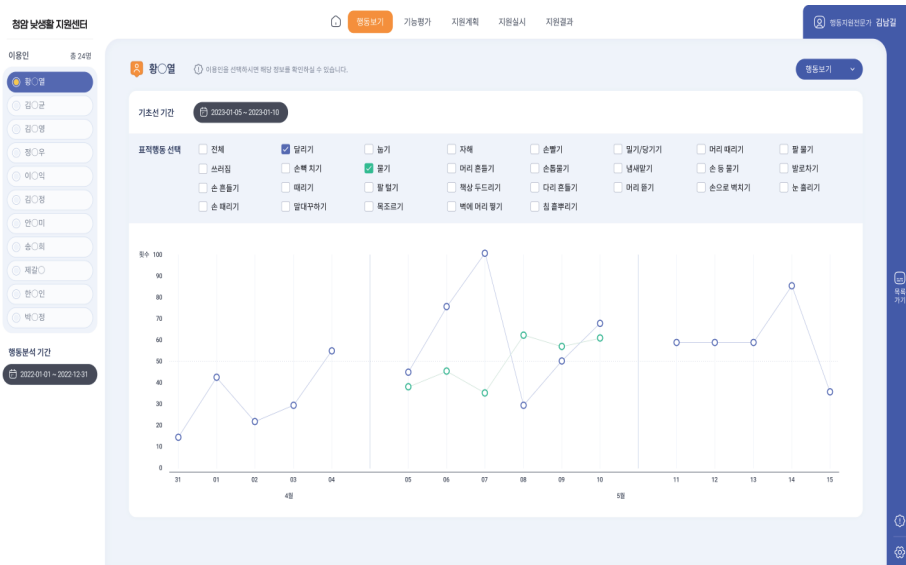 청암 낮생활 지원센터
행동보기 기능평가 지원계획 지원실시 지원결과
행동지원전문가 김남길
이용인 총 24명
황○열
김○균
김○영
정○우
이○익
김○정
안○미
송○희
제갈○
한○인
박○정
행동분석 기간
2022-01-01 ~ 2022-12-31
황○열 이용인을 선택하시면 해당 정보를 확인하실 수 있습니다.
행동보기
기초선 기간 2023-01-05 ~ 2023-01-10
표적행동 선택 전체 달리기 눕기 자해 손빨기 밀기/당기기 머리 때리기 팔 물기
쓰러짐 손뼉 치기 물기 머리 흔들기 손톱물기 냄새맡기 손 등 물기 발로차기
손 흔들기 때리기 팔 털기 책상 두드리기 다리 흔들기 머리 뜯기 손으로 벽치기 눈 흘리기
손 때리기 말대꾸하기 목조르기 벽에 머리 찧기 침 흩뿌리기
횟수 100
90
80
70
60
50
40
30
20
10
0
31 01 02 03 04 05 06 07 08 09 10 11 12 13 14 15
4월 5월
목록
가기